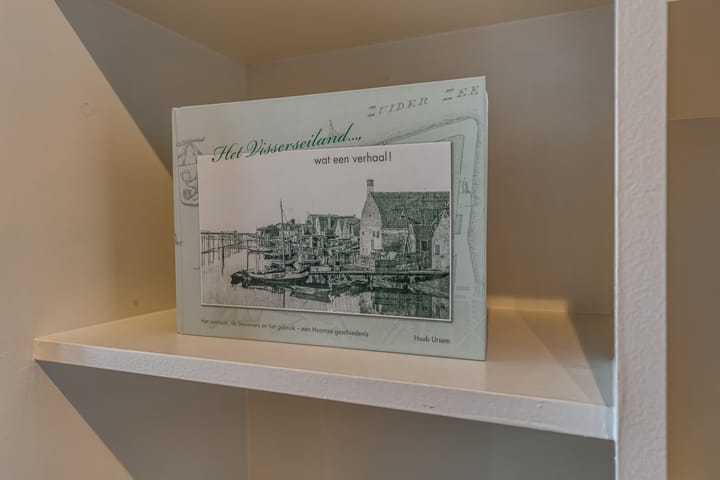 ZUIDER ZEE
Het Visserseiland...,
wat een verhaal!
Het ontstaan, de bewoners en het gebruik – een Hoornse geschiedenis
Huub Ursem